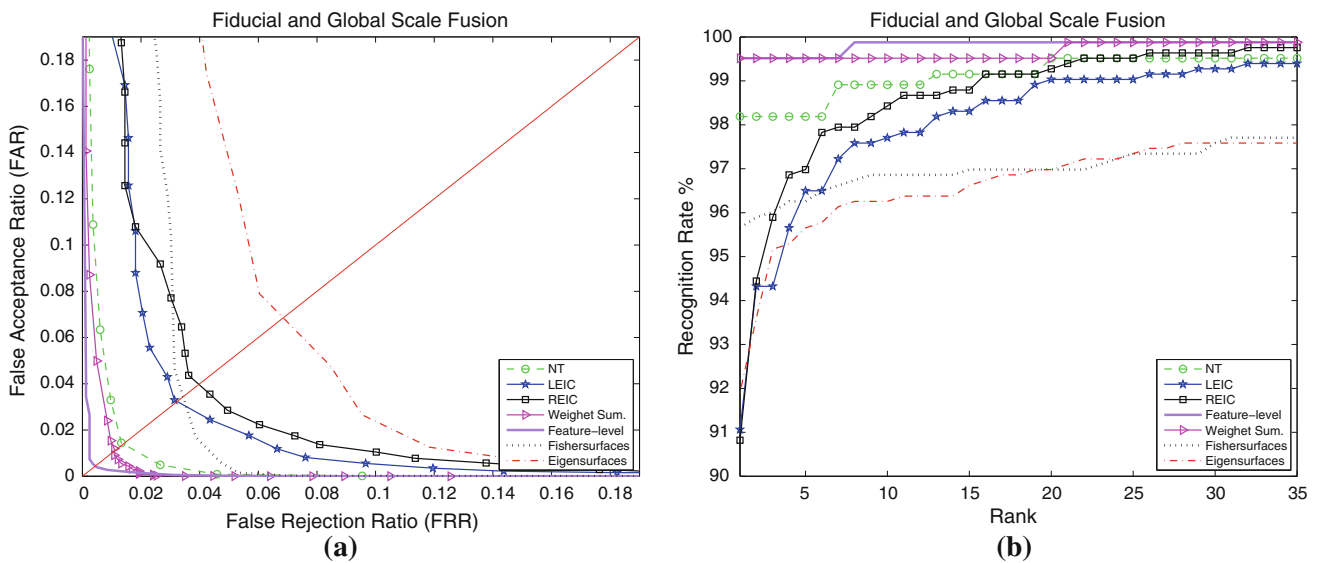 Fiducial and Global Scale Fusion
False Acceptance Ratio (FAR)
0.18
0.16
0.14
0.12
0.1
0.08
0.06
0.04
0.02
0
NT
LEIC
REIC
Weighet Sum.
Feature-level
Fishersurfaces
Eigensurfaces
0 0.02 0.04 0.06 0.08 0.1 0.12 0.14 0.16 0.18
False Rejection Ratio (FRR)
(a)
Fiducial and Global Scale Fusion
Recognition Rate %
100
99
98
97
96
95
94
93
92
91
90
NT
LEIC
REIC
Weighet Sum.
Feature-level
Fishersurfaces
Eigensurfaces
5 10 15 20 25 30 35
Rank
(b)